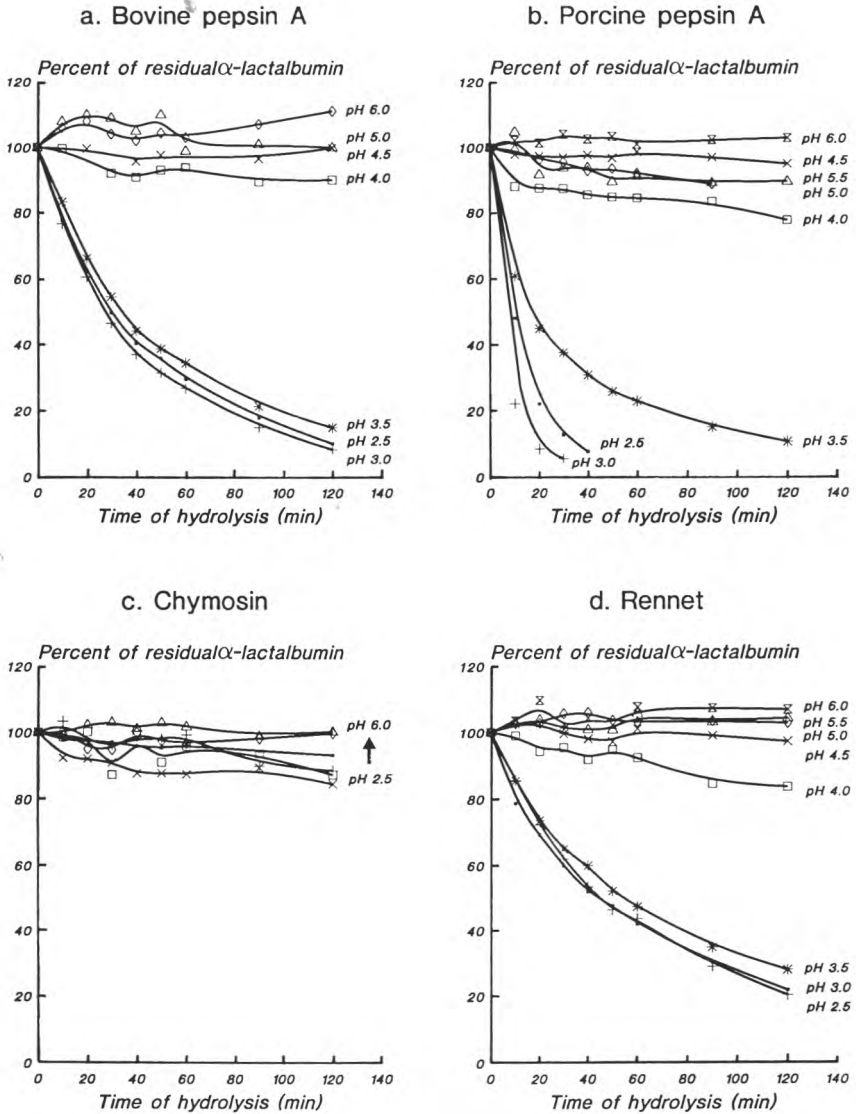 a. Bovine pepsin A
Percent of residualα-lactalbumin
120
100
80
60
40
20
0
pH 6.0
pH 5.0
pH 4.5
pH 4.0
pH 3.5
pH 2.5
pH 3.0
0 20 40 60 80 100 120 140
Time of hydrolysis (min)
b. Porcine pepsin A
Percent of residualα-lactalbumin
120
100
80
60
40
20
0
pH 6.0
pH 4.5
pH 5.5
pH 5.0
pH 4.0
pH 3.5
pH 2.5
pH 3.0
0 20 40 60 80 100 120 140
Time of hydrolysis (min)
c. Chymosin
Percent of residualα-lactalbumin
120
100
80
60
40
20
0
pH 6.0
pH 2.5
0 20 40 60 80 100 120 140
Time of hydrolysis (min)
d. Rennet
Percent of residualα-lactalbumin
120
100
80
60
40
20
0
pH 6.0
pH 5.5
pH 5.0
pH 4.5
pH 4.0
pH 3.5
pH 3.0
pH 2.5
0 20 40 60 80 100 120 140
Time of hydrolysis (min)